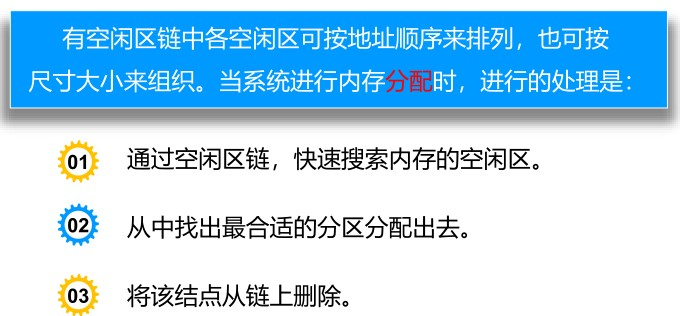 有空闲区链中各空闲区可按地址顺序来排列，也可按
尺寸大小来组织。当系统进行内存分配时，进行的处理是：
01 通过空闲区链，快速搜索内存的空闲区。
02 从中找出最合适的分区分配出去。
03 将该结点从链上删除。